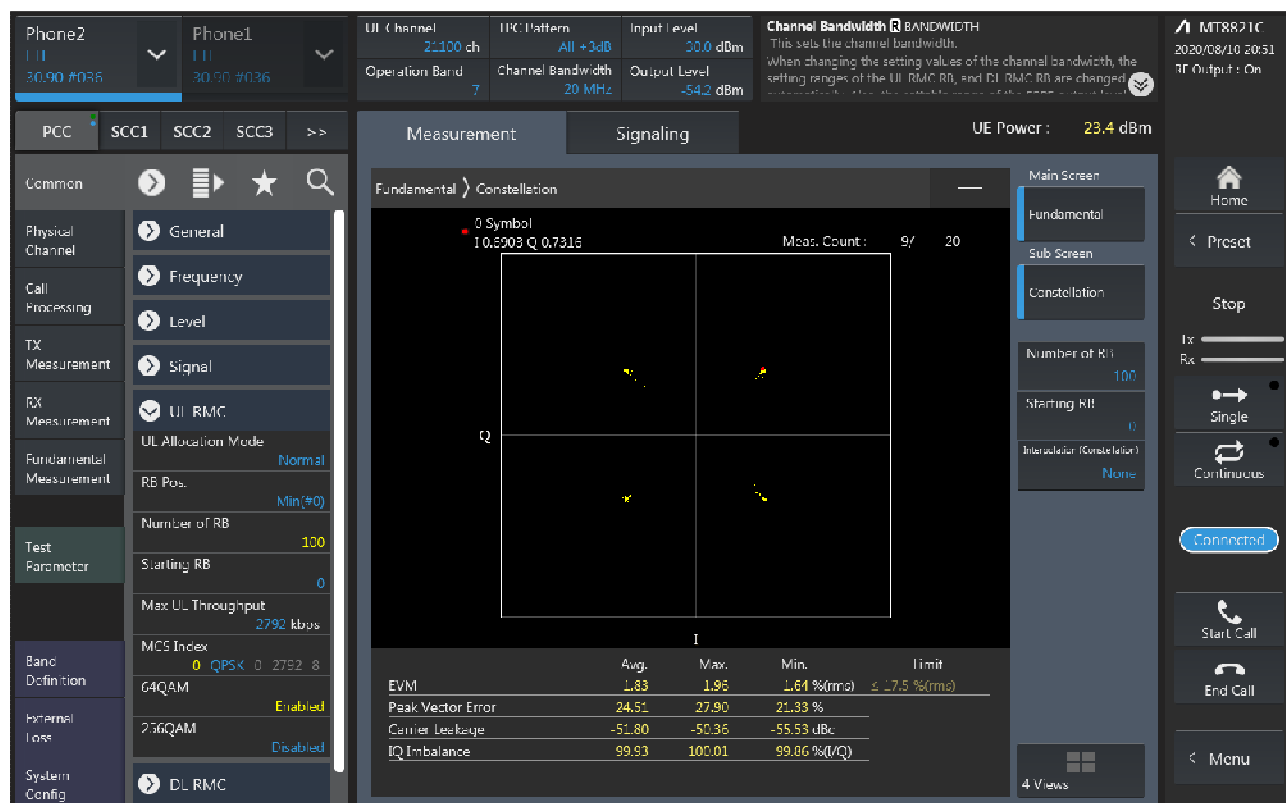 Phone2
LTE
30.90 #036
Phone1
LTE
30.90 #036
UL Channel
21100 ch
Operation Band
7
TPC Pattern
All +3dB
Channel Bandwidth
20 MHz
Input Level
30.0 dBm
Output Level
-54.2 dBm
Channel Bandwidth R BANDWIDTH
This sets the channel bandwidth.
When changing the setting values of the channel bandwidth, the
setting ranges of the UL RMC RB, and DL RMC RB are changed
MT8821C
2020/08/10 20:51
RF Output : On
PCC SCC1 SCC2 SCC3 >>
Measurement
Signaling
UE Power : 23.4 dBm
Common
Physical
Channel
Call
Processing
TX
Measurement
RX
Measurement
Fundamental
Measurement
Test
Parameter
Band
Definition
External
Loss
System
Config
General
Frequency
Level
Signal
UL RMC
UL Allocation Mode
Normal
RB Pos.
Min(#0)
Number of RB
100
Starting RB
0
Max UL Throughput
2792 kbps
MCS Index
0 QPSK 0 2792 8
64QAM
Enabled
256QAM
Disabled
DL RMC
Fundamental Constellation
0 Symbol
I 0.6903 Q 0.7316
Meas. Count : 9/ 20
Q
I
Avg. Max. Min. Limit
EVM 1.83 1.96 1.64 %(rms) ≤ 17.5 %(rms)
Peak Vector Error 24.51 27.90 21.93 %
Carrier Leakage -51.80 -50.36 -55.53 dBc
IQ Imbalance 99.93 100.01 99.86 %(I/Q)
Main Screen
Fundamental
Sub Screen
Constellation
Number of RB
100
Starting RB
0
Interpolation (Constellation)
None
4 Views
Home
< Preset
Stop
Tx
Rx
Single
Continuous
Connected
Start Call
End Call
< Menu